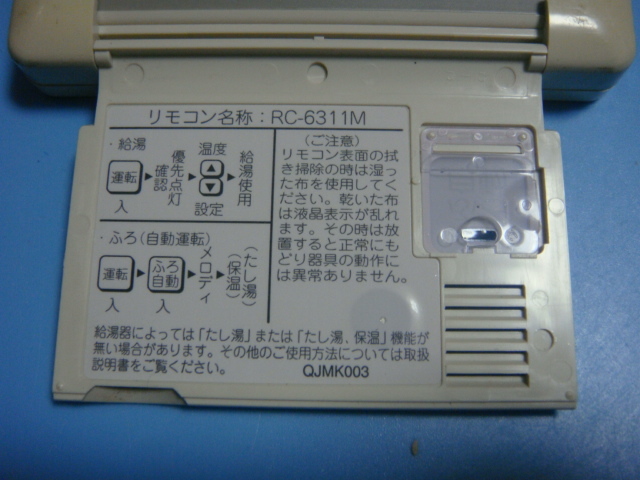 リモコン名称：RC-6311M
・給湯
運転
入
優先点灯
確認
温度
設定
給湯使用
・ふろ(自動運転)
運転
入
ふろ
自動
入
メロディ
(たし湯)
(保温)
(ご注意)
リモコン表面の拭
き掃除の時は湿っ
た布を使用してく
ださい。乾いた布
は液晶表示が乱れ
ます。その時は放
置すると正常にも
どり器具の動作に
は異常ありません。
給湯器によっては「たし湯」または「たし湯，保温」機能が
無い場合があります。その他のご使用方法については取扱
説明書をご覧ください。
QJMK003